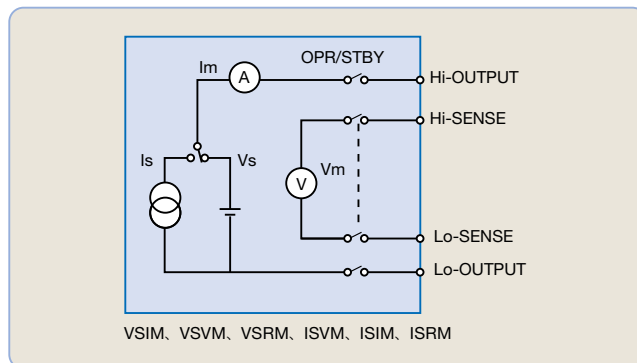 OPR/STBY
Im
A
Hi-OUTPUT
Hi-SENSE
Is
Vs
Vm
V
Lo-SENSE
Lo-OUTPUT
VSIM、VSVM、VSRM、ISVM、ISIM、ISRM